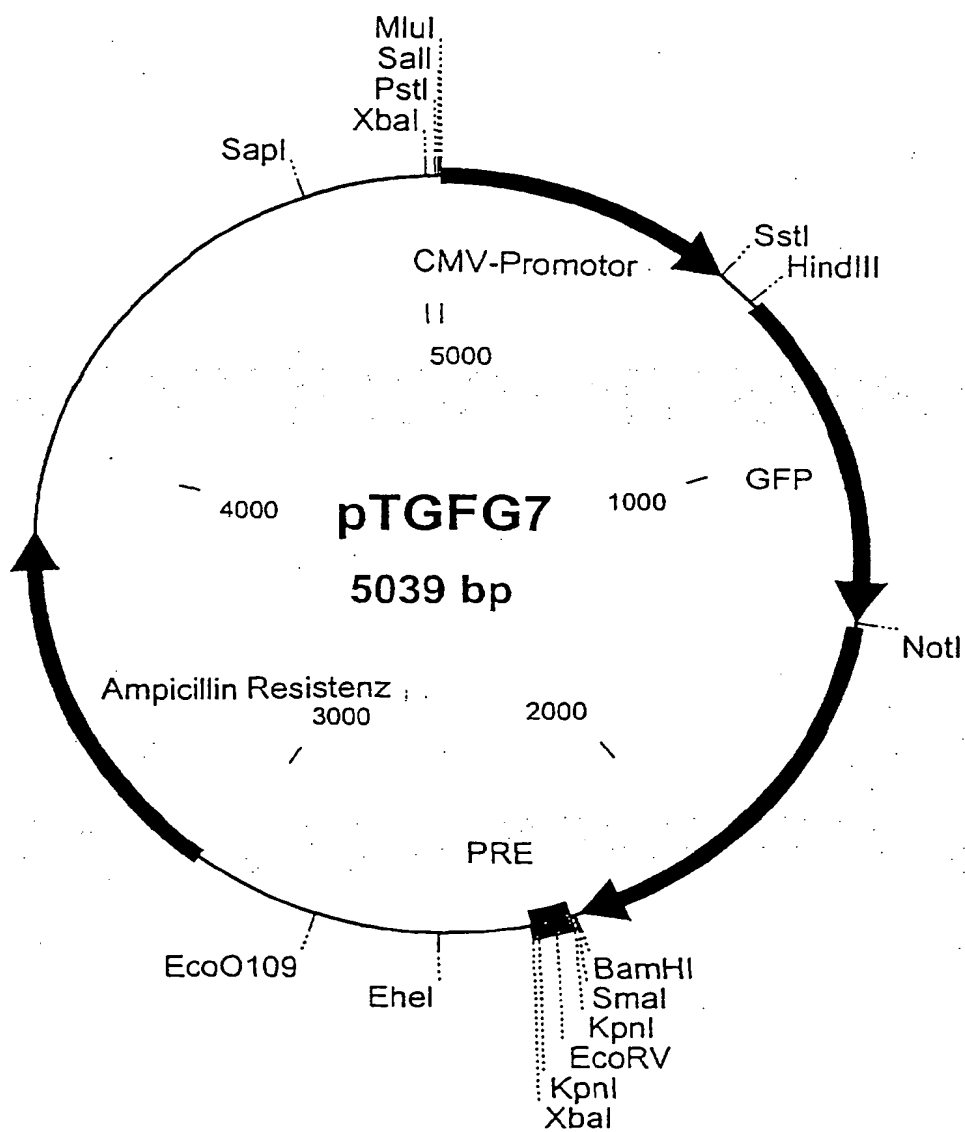 MluI
SalI
PstI
XbaI
SapI
SstI
CMV-Promotor
HindIII
5000
GFP
4000
1000
pTGFG7
5039 bp
NotI
Ampicillin Resistenz
3000
2000
PRE
EcoO109
BamHI
EheI
SmaI
KpnI
EcoRV
KpnI
XbaI